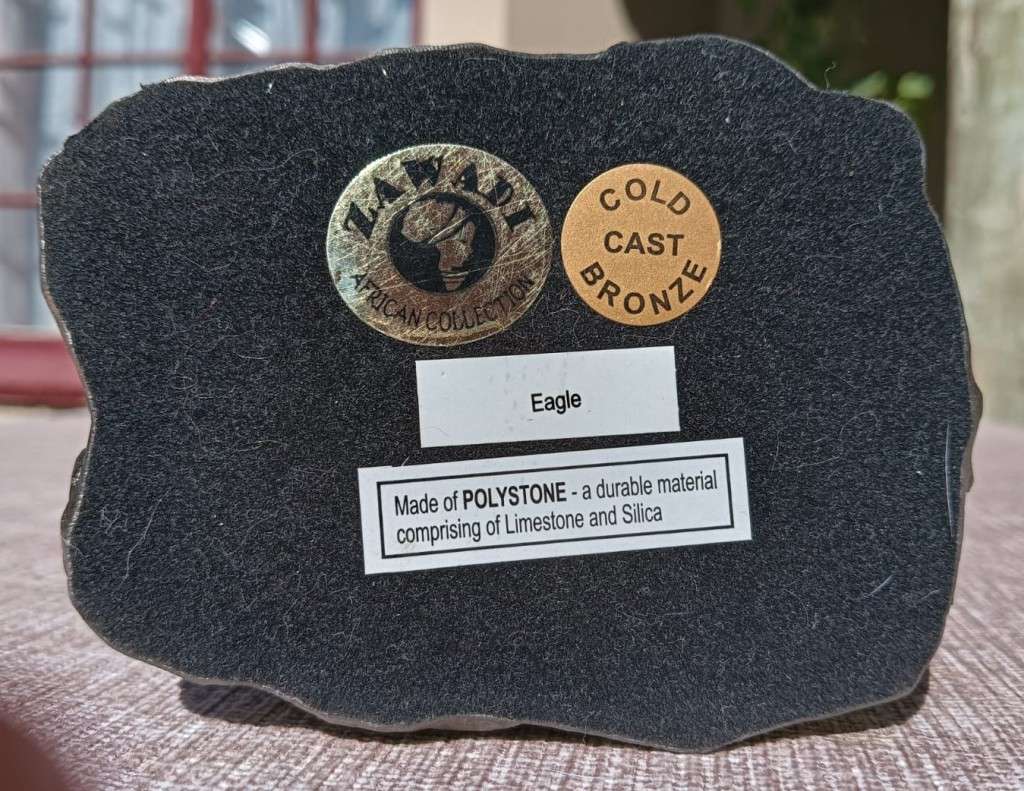 ZAWADI
AFRICAN COLLECTION
COLD
CAST
BRONZE
Eagle
Made of POLYSTONE - a durable material
comprising of Limestone and Silica